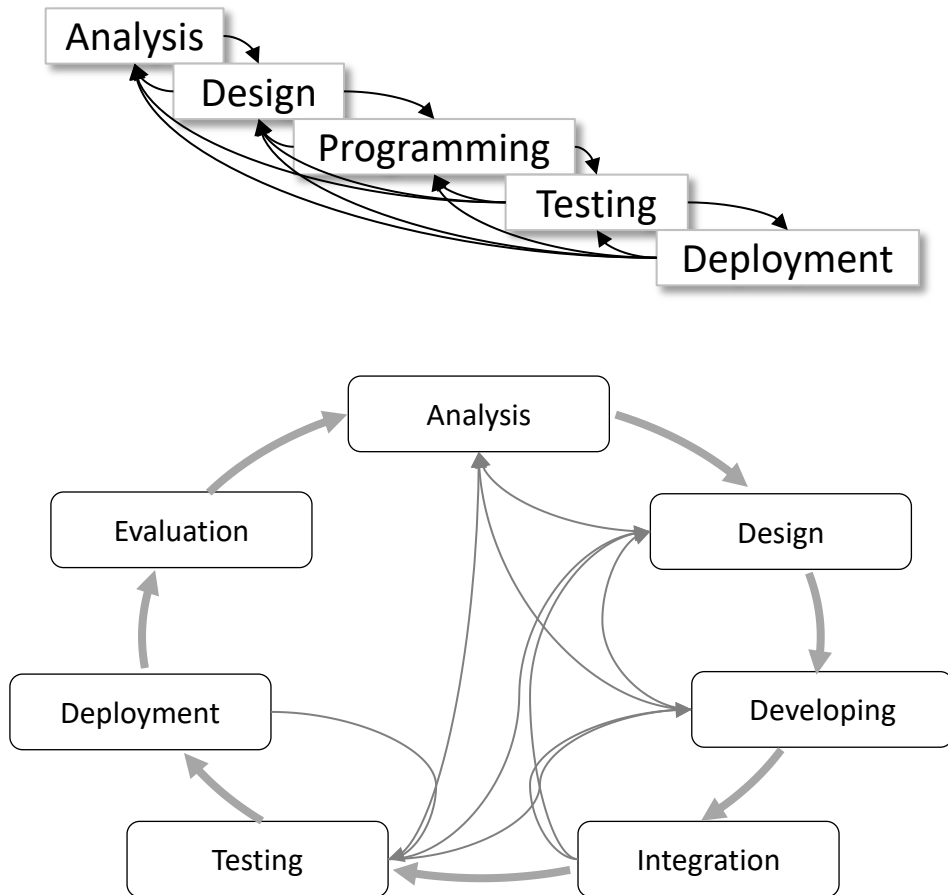 Analysis
Design
Programming
Testing
Deployment
Analysis
Evaluation
Design
Deployment
Developing
Testing
Integration